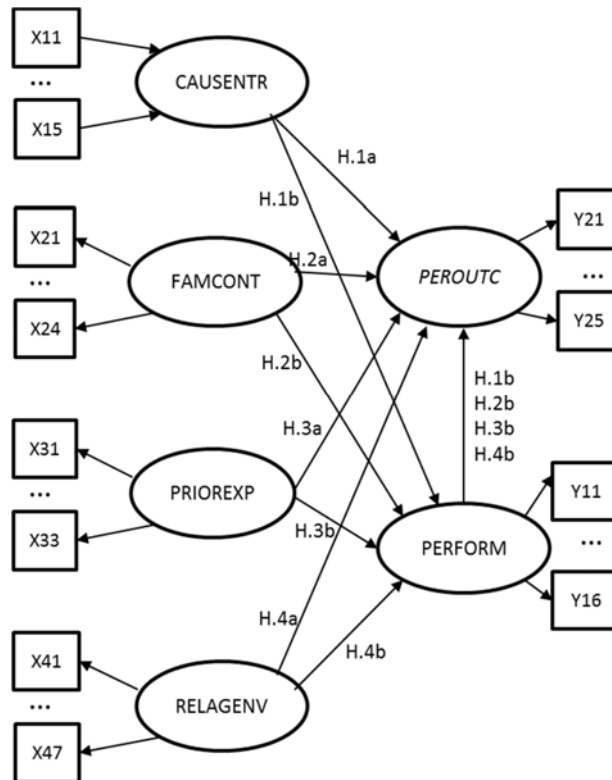 X11
...
X15
CAUSENTR
H.1a
H.1b
X21
...
X24
FAMCONT
H.2a
H.2b
PEROUTC
Y21
...
Y25
H.1b
H.2b
H.3b
H.4b
X31
...
X33
PRIOREXP
H.3a
H.3b
PERFORM
Y11
...
Y16
X41
...
X47
RELAGENV
H.4a
H.4b